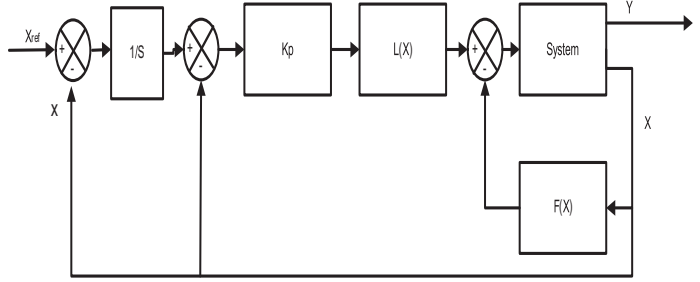 Xref
+
-
1/S
+
-
Kp
L(X)
+
-
System
Y
X
X
F(X)